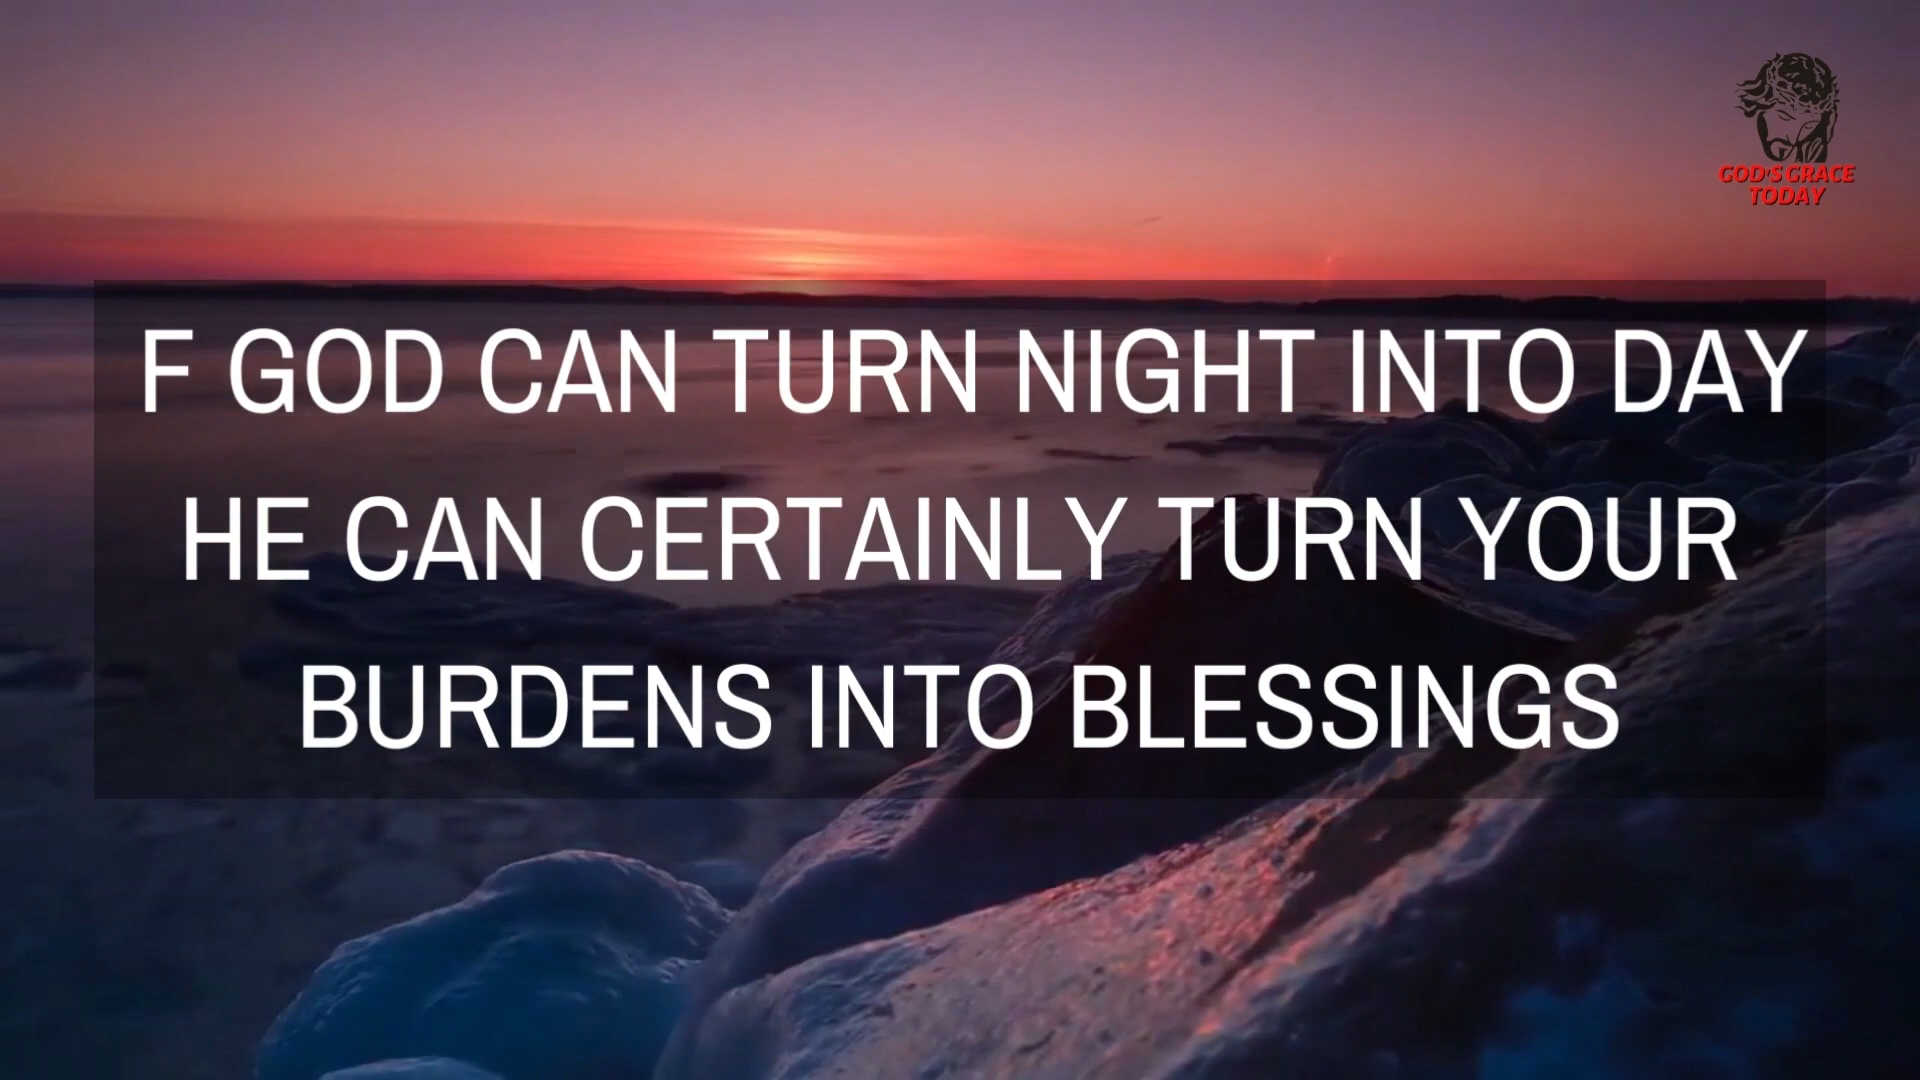 GOD'S GRACE
TODAY
F GOD CAN TURN NIGHT INTO DAY
HE CAN CERTAINLY TURN YOUR
BURDENS INTO BLESSINGS